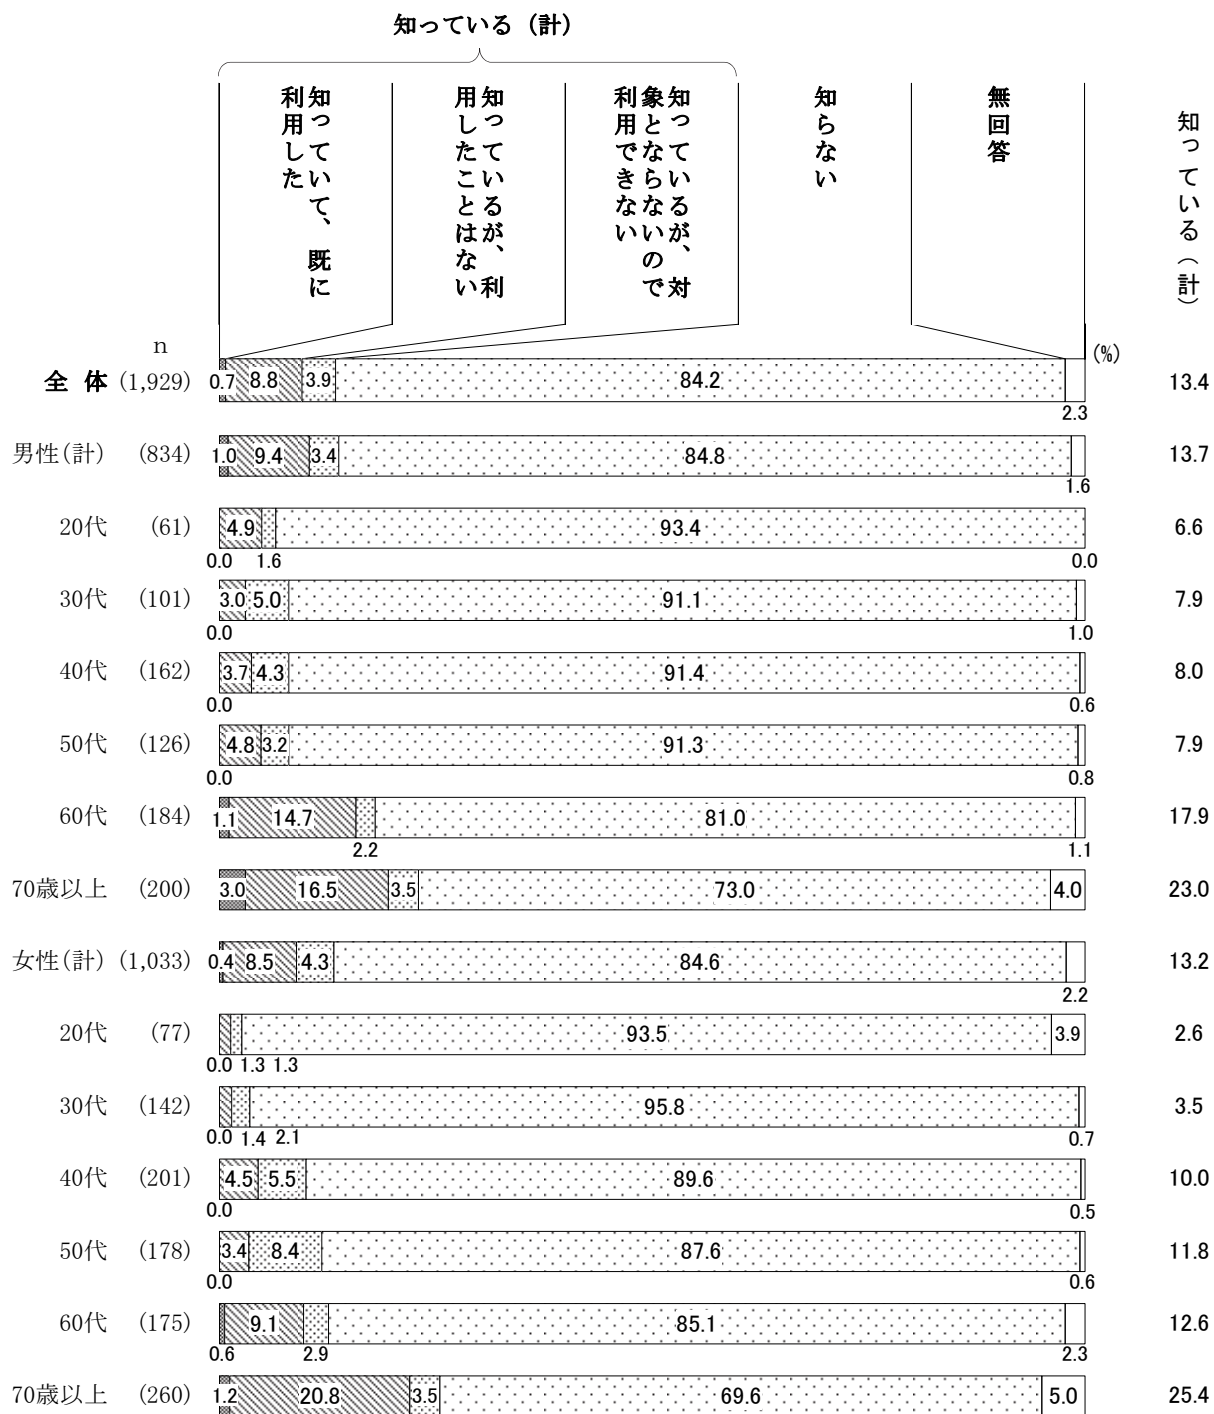 知っている（計）
知っていて、既に
利用した
知っているが、利
用したことはない
知っているが、対
象とならないので
利用できない
知らない
無回答
知っている（計）
n
(%)
全 体 (1,929) 0.7 8.8 3.9 84.2 2.3 13.4
男性(計) (834) 1.0 9.4 3.4 84.8 1.6 13.7
20代 (61) 0.0 4.9 1.6 93.4 0.0 6.6
30代 (101) 0.0 3.0 5.0 91.1 1.0 7.9
40代 (162) 0.0 3.7 4.3 91.4 0.6 8.0
50代 (126) 0.0 4.8 3.2 91.3 0.8 7.9
60代 (184) 1.1 14.7 2.2 81.0 1.1 17.9
70歳以上 (200) 3.0 16.5 3.5 73.0 4.0 23.0
女性(計) (1,033) 0.4 8.5 4.3 84.6 2.2 13.2
20代 (77) 0.0 1.3 1.3 93.5 3.9 2.6
30代 (142) 0.0 1.4 2.1 95.8 0.7 3.5
40代 (201) 0.0 4.5 5.5 89.6 0.5 10.0
50代 (178) 0.0 3.4 8.4 87.6 0.6 11.8
60代 (175) 0.6 9.1 2.9 85.1 2.3 12.6
70歳以上 (260) 1.2 20.8 3.5 69.6 5.0 25.4